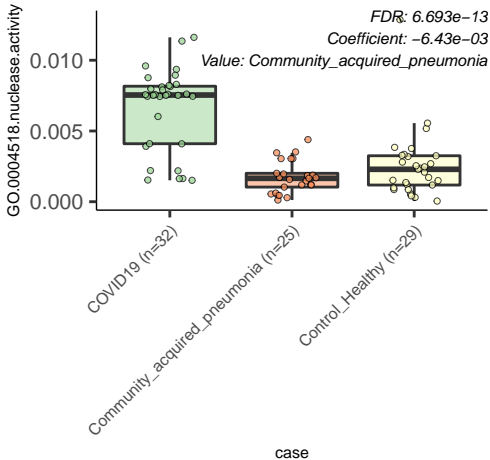 FDR: 6.693e−13
Coefficient: −6.43e−03
Value: Community_acquired_pneumonia
GO.0004518.nuclease.activity
0.010
0.005
0.000
COVID19 (n=32)
Community_acquired_pneumonia (n=25)
Control_Healthy (n=29)
case